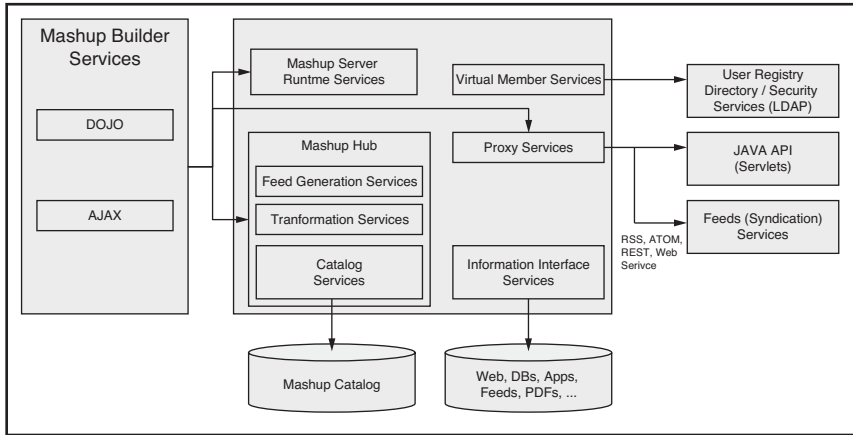 Mashup Builder
Services
DOJO
AJAX
Mashup Server
Runtme Services
Mashup Hub
Feed Generation Services
Tranformation Services
Catalog
Services
Virtual Member Services
Proxy Services
Information Interface
Services
User Registry
Directory / Security
Services (LDAP)
JAVA API
(Servlets)
Feeds (Syndication)
Services
RSS, ATOM,
REST, Web
Serivce
Mashup Catalog
Web, DBs, Apps,
Feeds, PDFs, ...